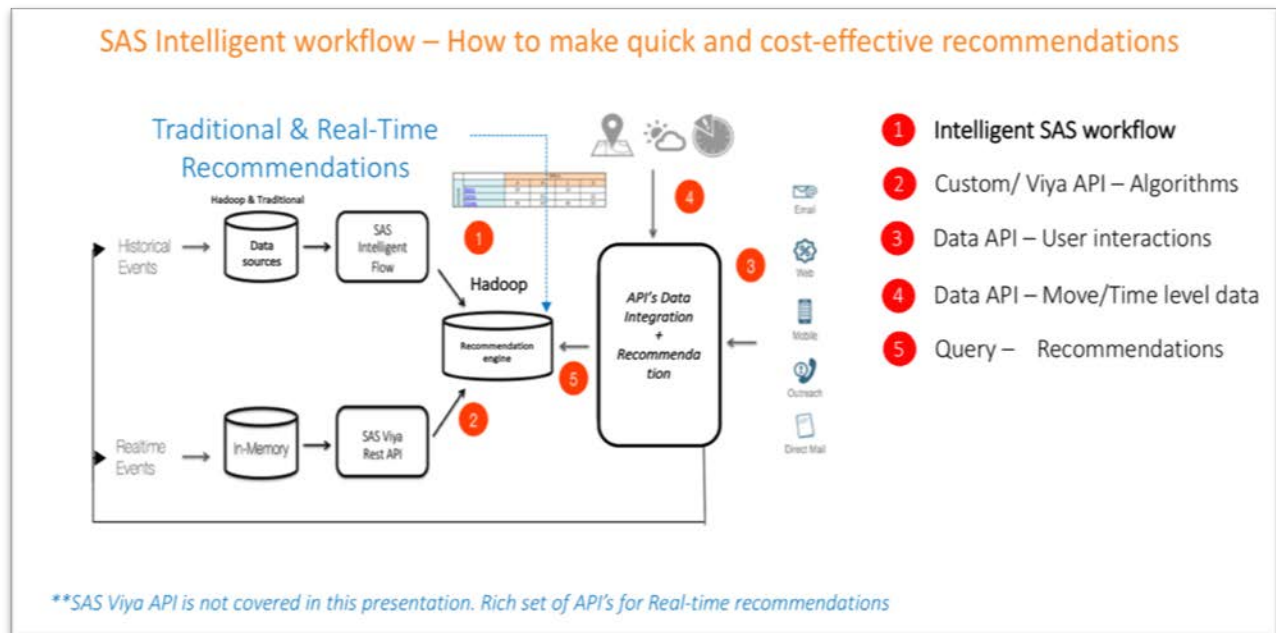 SAS Intelligent workflow – How to make quick and cost-effective recommendations
Traditional & Real-Time
Recommendations
Hadoop & Traditional
Historical
Events
Data
sources
SAS
Intelligent
Flow
1
Hadoop
Recommendation
engine
Realtime
Events
In-Memory
SAS Viya
Rest API
2
5
4
API's Data
Integration
+
Recommenda
tion
3
Email
Web
Mobile
Outreach
Direct Mail
1 Intelligent SAS workflow
2 Custom/ Viya API – Algorithms
3 Data API – User interactions
4 Data API – Move/Time level data
5 Query – Recommendations
**SAS Viya API is not covered in this presentation. Rich set of API's for Real-time recommendations